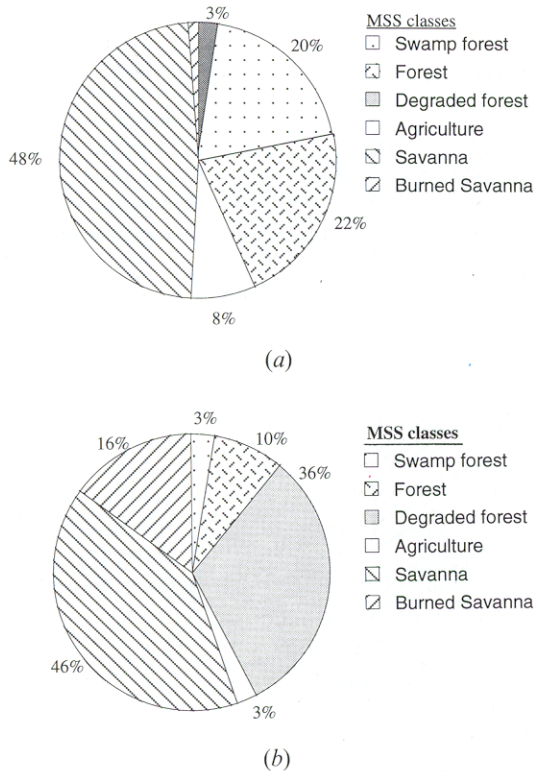 3%
20%
48%
22%
8%
MSS classes
Swamp forest
Forest
Degraded forest
Agriculture
Savanna
Burned Savanna
(a)
3%
10%
16%
36%
46%
3%
MSS classes
Swamp forest
Forest
Degraded forest
Agriculture
Savanna
Burned Savanna
(b)